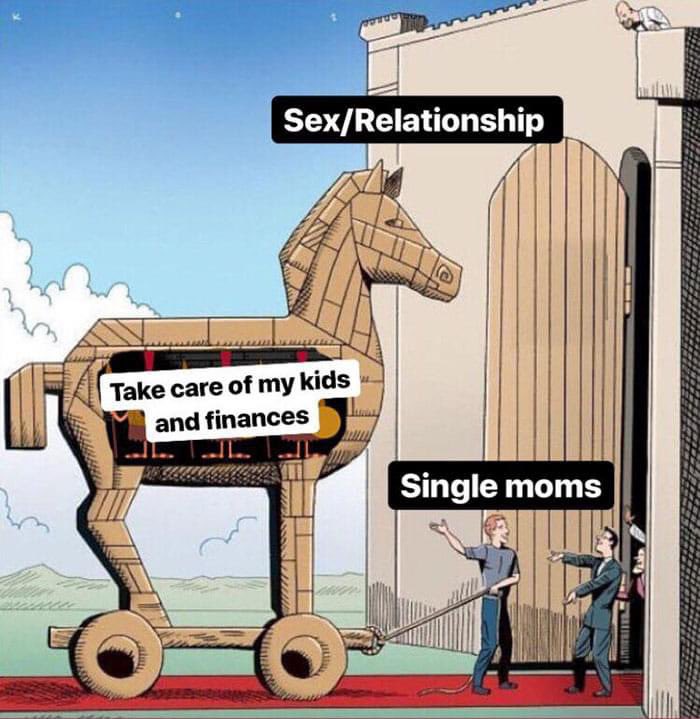 Sex/Relationship
Take care of my kids
and finances
Single moms